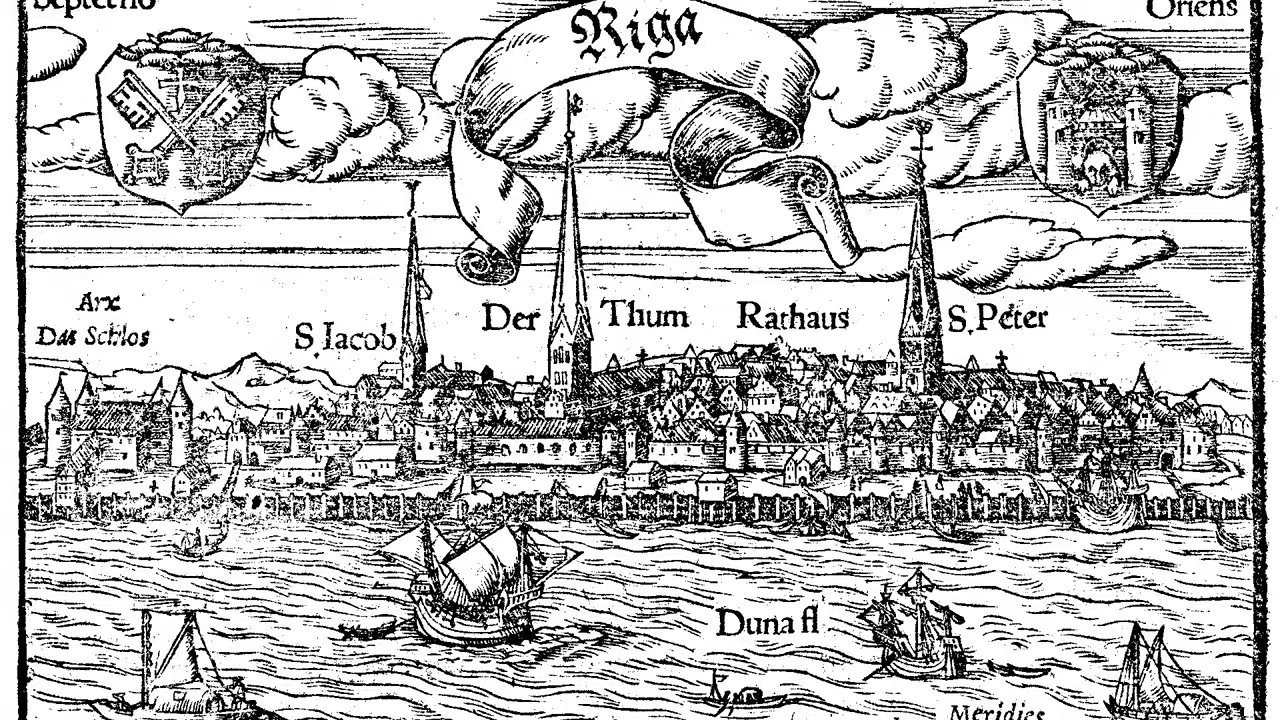 Septētrio
Oriens
Riga
Arx
Das Schlos
S. Iacob
Der Thum
Rathaus
S. Peter
Duna fl
Meridies